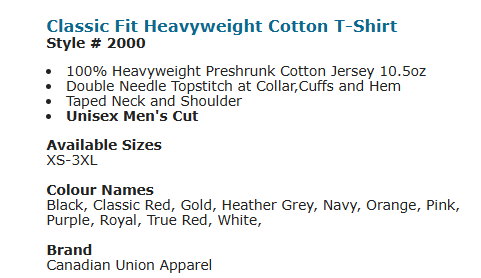 Classic Fit Heavyweight Cotton T-Shirt
Style # 2000
• 100% Heavyweight Preshrunk Cotton Jersey 10.5oz
• Double Needle Topstitch at Collar,Cuffs and Hem
• Taped Neck and Shoulder
• Unisex Men's Cut
Available Sizes
XS-3XL
Colour Names
Black, Classic Red, Gold, Heather Grey, Navy, Orange, Pink,
Purple, Royal, True Red, White,
Brand
Canadian Union Apparel